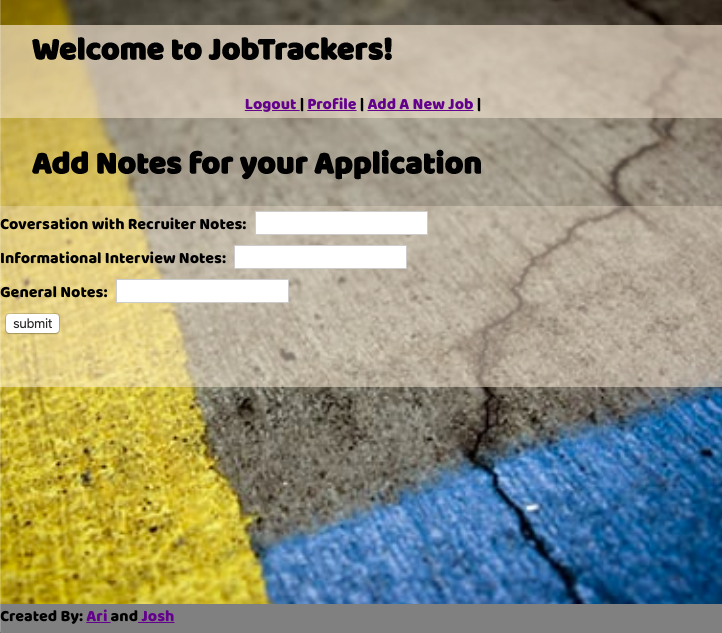 Welcome to JobTrackers!
Logout | Profile | Add A New Job |
Add Notes for your Application
Coversation with Recruiter Notes:
Informational Interview Notes:
General Notes:
submit
Created By: Ari and Josh